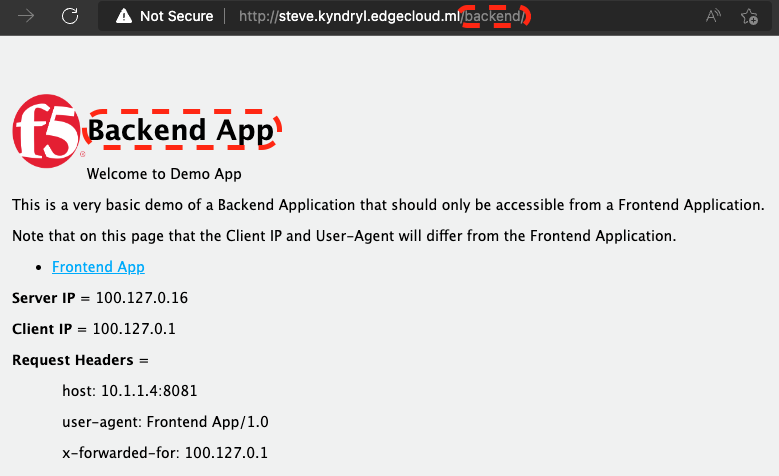 Not Secure http://steve.kyndryl.edgecloud.ml/backend/
f5 Backend App
Welcome to Demo App
This is a very basic demo of a Backend Application that should only be accessible from a Frontend Application.
Note that on this page that the Client IP and User-Agent will differ from the Frontend Application.
• Frontend App
Server IP = 100.127.0.16
Client IP = 100.127.0.1
Request Headers =
host: 10.1.1.4:8081
user-agent: Frontend App/1.0
x-forwarded-for: 100.127.0.1